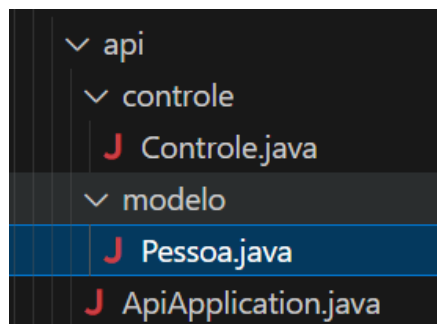 api
controle
J Controle.java
modelo
J Pessoa.java
J ApiApplication.java